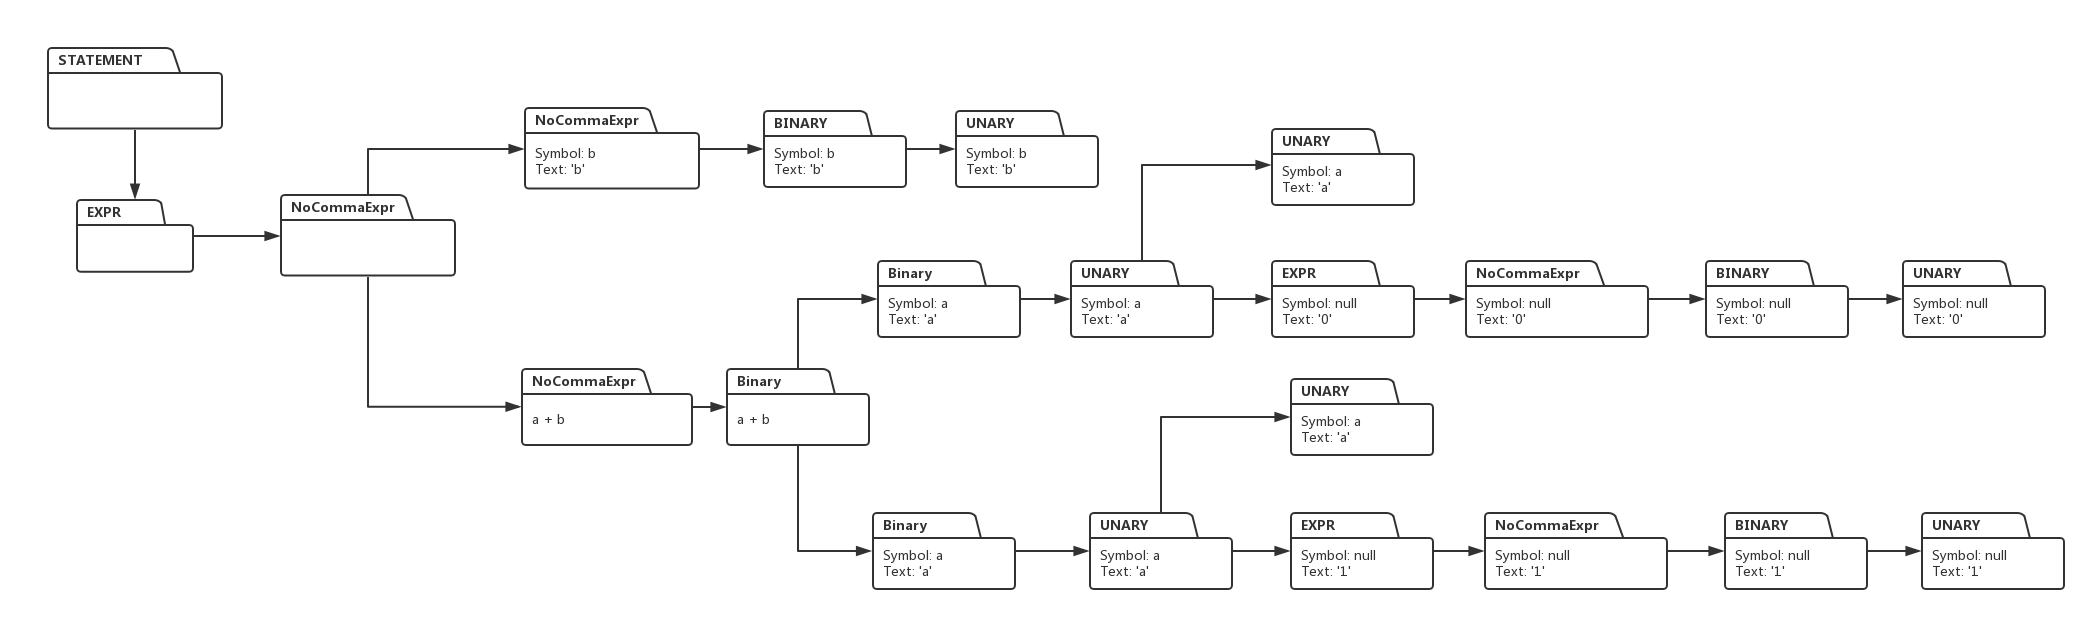 STATEMENT
EXPR
NoCommaExpr
NoCommaExpr
Symbol: b
Text: 'b'
BINARY
Symbol: b
Text: 'b'
UNARY
Symbol: b
Text: 'b'
UNARY
Symbol: a
Text: 'a'
Binary
Symbol: a
Text: 'a'
UNARY
Symbol: a
Text: 'a'
EXPR
Symbol: null
Text: '0'
NoCommaExpr
Symbol: null
Text: '0'
BINARY
Symbol: null
Text: '0'
UNARY
Symbol: null
Text: '0'
NoCommaExpr
a + b
Binary
a + b
UNARY
Symbol: a
Text: 'a'
Binary
Symbol: a
Text: 'a'
UNARY
Symbol: a
Text: 'a'
EXPR
Symbol: null
Text: '1'
NoCommaExpr
Symbol: null
Text: '1'
BINARY
Symbol: null
Text: '1'
UNARY
Symbol: null
Text: '1'